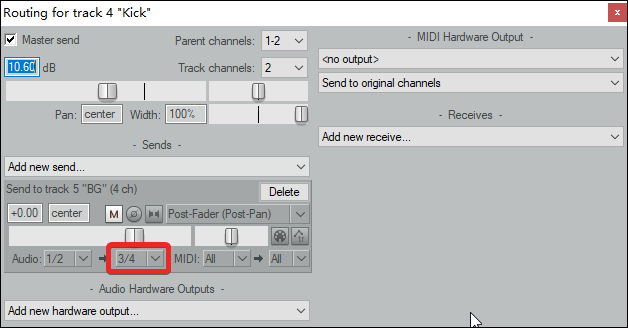 Routing for track 4 "Kick"
Master send
Parent channels: 1-2
10.60 dB
Track channels: 2
Pan: center Width: 100%
- Sends -
Add new send...
Send to track 5 "BG" (4 ch)
Delete
+0.00 center M Post-Fader (Post-Pan)
Audio: 1/2 3/4 MIDI: All All
- Audio Hardware Outputs -
Add new hardware output...
- MIDI Hardware Output -
<no output>
Send to original channels
- Receives -
Add new receive...